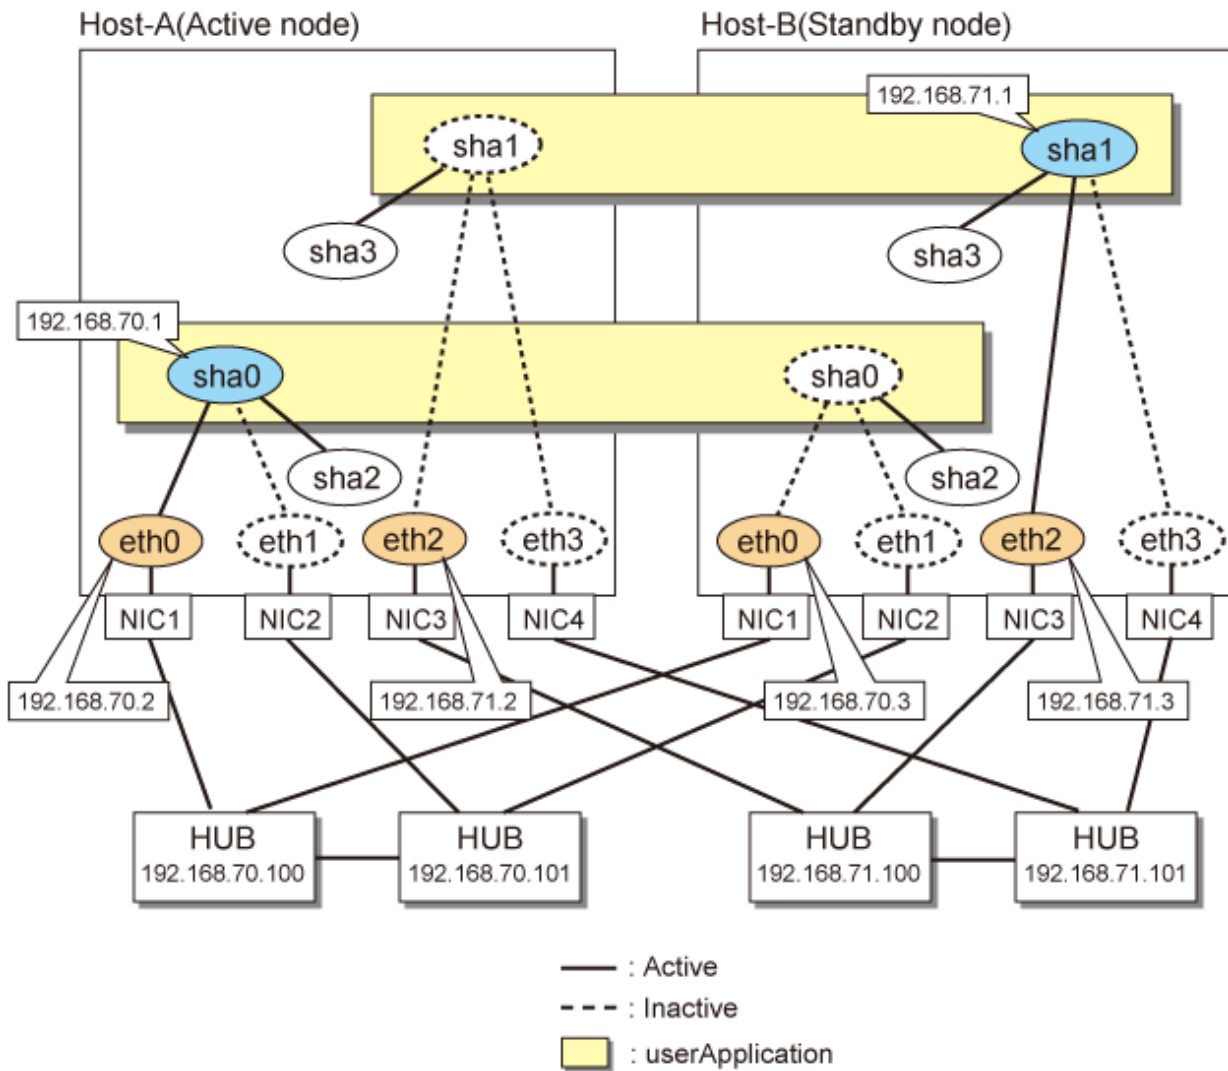 Host-A(Active node)
Host-B(Standby node)
192.168.71.1
sha1
sha1
sha3
sha3
192.168.70.1
sha0
sha0
sha2
sha2
eth0
eth1
eth2
eth3
eth0
eth1
eth2
eth3
NIC1
NIC2
NIC3
NIC4
NIC1
NIC2
NIC3
NIC4
192.168.70.2
192.168.71.2
192.168.70.3
192.168.71.3
HUB
192.168.70.100
HUB
192.168.70.101
HUB
192.168.71.100
HUB
192.168.71.101
: Active
: Inactive
: userApplication